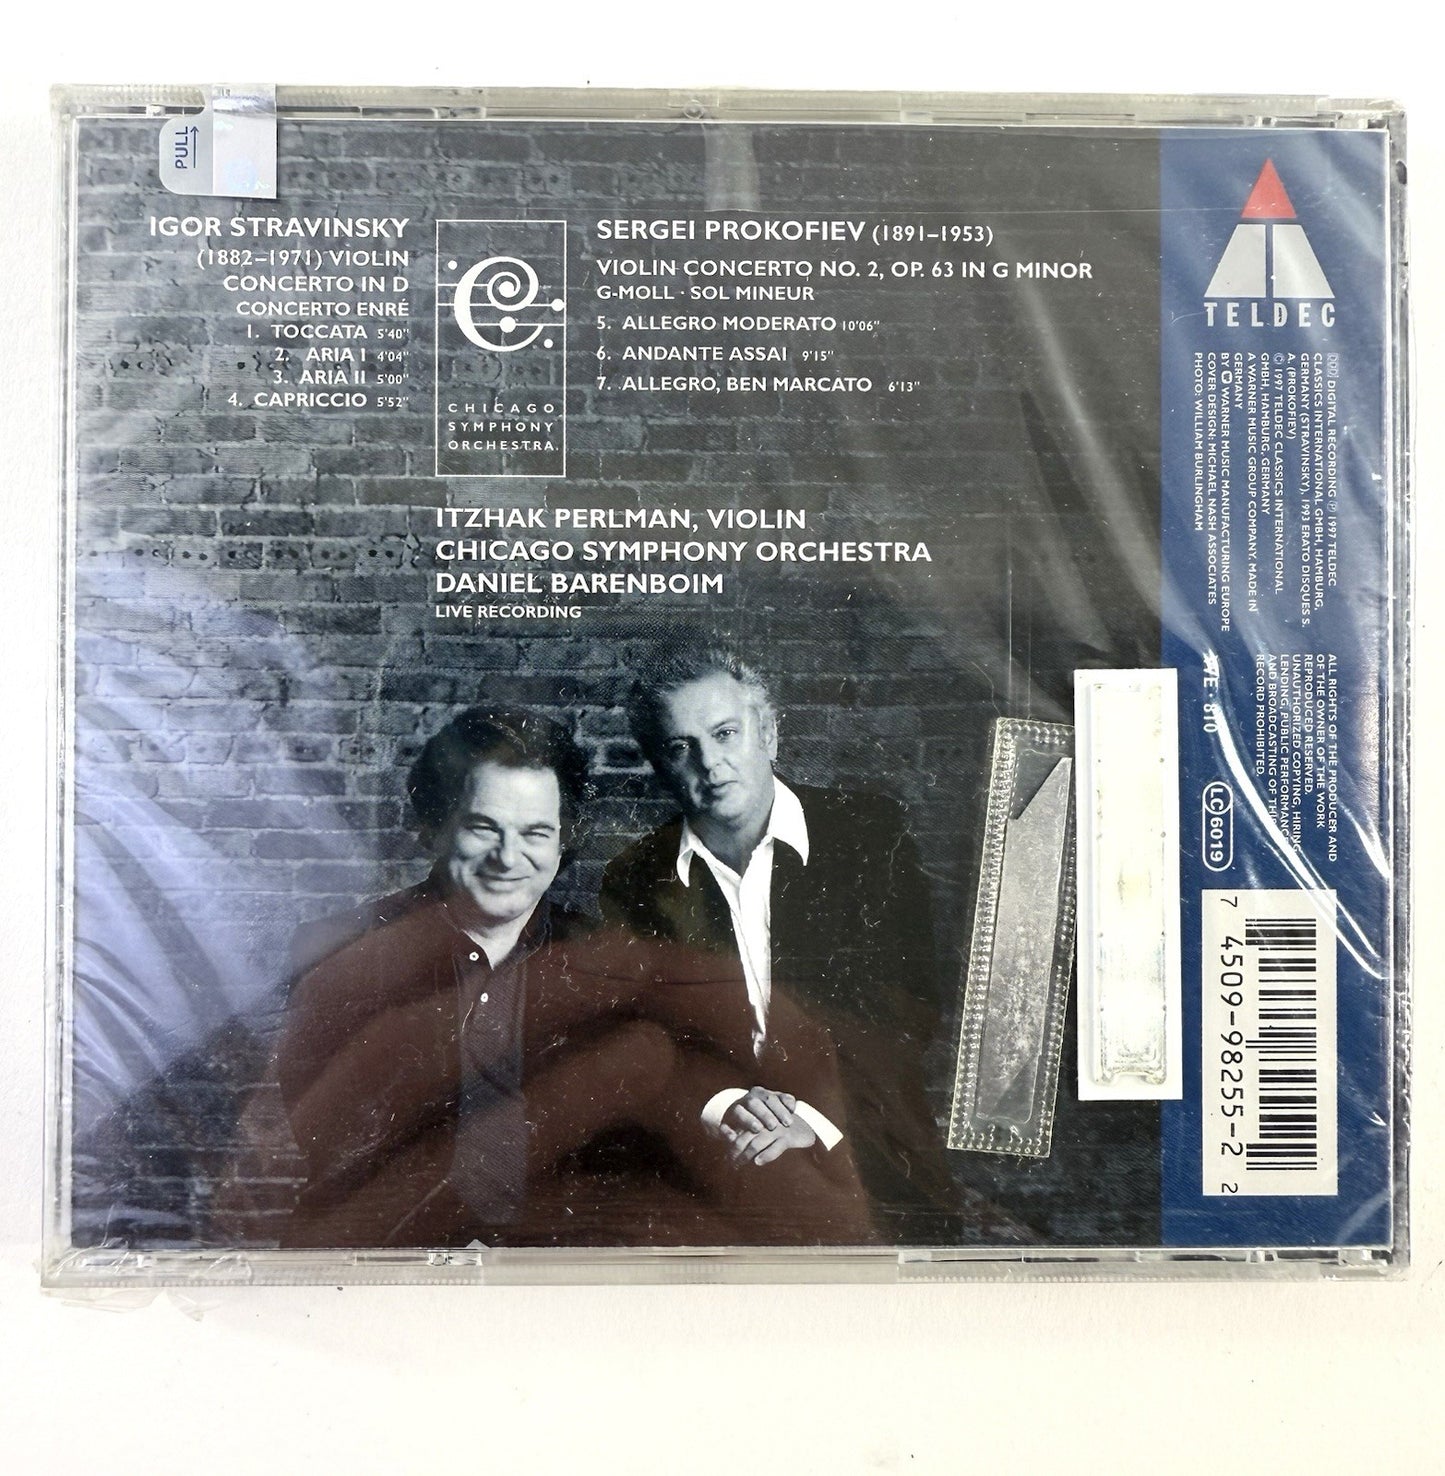 PULL
IGOR STRAVINSKY
(1882–1971) VIOLIN
CONCERTO IN D
CONCERTO ENRÉ
1. TOCCATA 5'40"
2. ARIA I 4'04"
3. ARIA II 5'00"
4. CAPRICCIO 5'52"
CHICAGO
SYMPHONY
ORCHESTRA
SERGEI PROKOFIEV (1891–1953)
VIOLIN CONCERTO NO. 2, OP. 63 IN G MINOR
G-MOLL · SOL MINEUR
5. ALLEGRO MODERATO 10'06"
6. ANDANTE ASSAI 9'15"
7. ALLEGRO, BEN MARCATO 6'13"
ITZHAK PERLMAN, VIOLIN
CHICAGO SYMPHONY ORCHESTRA
DANIEL BARENBOIM
LIVE RECORDING
TELDEC
DDD DIGITAL RECORDING ℗ 1997 TELDEC
CLASSICS INTERNATIONAL GMBH, HAMBURG,
GERMANY (STRAVINSKY), 1993 ERATO DISQUES S.
A. (PROKOFIEV)
© 1997 TELDEC CLASSICS INTERNATIONAL
GMBH, HAMBURG, GERMANY
A WARNER MUSIC GROUP COMPANY. MADE IN
GERMANY
BY WARNER MUSIC MANUFACTURING EUROPE
COVER DESIGN: MICHAEL NASH ASSOCIATES
PHOTO: WILLIAM BURLINGHAM
ALL RIGHTS OF THE PRODUCER AND
OF THE OWNER OF THE WORK
REPRODUCED RESERVED.
UNAUTHORIZED COPYING, HIRING,
LENDING, PUBLIC PERFORMANCE
AND BROADCASTING OF THIS
RECORD PROHIBITED.
810
LC 6019
7 45099-98255-2 2